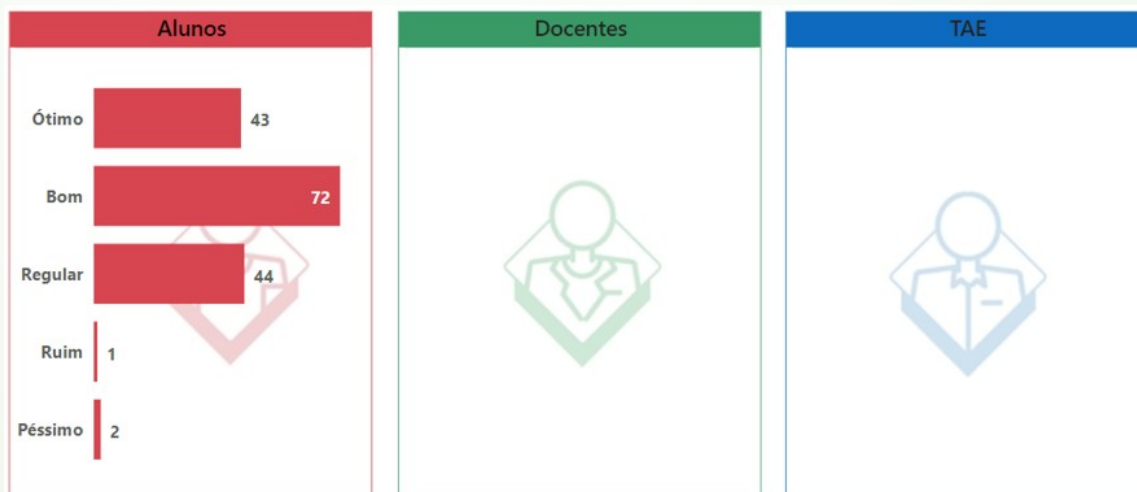 Alunos
Docentes
TAE
Ótimo 43
Bom 72
Regular 44
Ruim 1
Péssimo 2